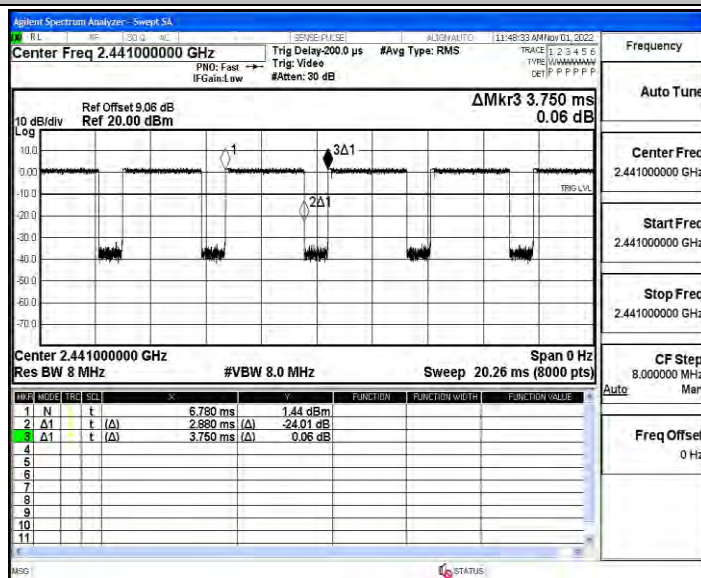 Agilent Spectrum Analyzer - Swept SA
RL RF 50 Ω AC SENSE:PULSE ALIGN AUTO 11:48:33 AM Nov 01, 2022
Center Freq 2.441000000 GHz
PNO: Fast
IFGain:Low
Trig Delay-200.0 µs
Trig: Video
#Atten: 30 dB
#Avg Type: RMS
TRACE 1 2 3 4 5 6
TYPE WWWWWW
DET P P P P P P
ΔMkr3 3.750 ms
0.06 dB
Ref Offset 9.06 dB
10 dB/div Ref 20.00 dBm
Log
10.0
0.00
-10.0
-20.0
-30.0
-40.0
-50.0
-60.0
-70.0
1
3Δ1
2Δ1
TRIG LVL
Center 2.441000000 GHz Span 0 Hz
Res BW 8 MHz #VBW 8.0 MHz Sweep 20.26 ms (8000 pts)
MKR MODE TRC SCL X Y FUNCTION FUNCTION WIDTH FUNCTION VALUE
1 N t 6.780 ms 1.44 dBm
2 Δ1 t (Δ) 2.880 ms (Δ) -24.01 dB
3 Δ1 t (Δ) 3.750 ms (Δ) 0.06 dB
4
5
6
7
8
9
10
11
MSG STATUS
Frequency
Auto Tune
Center Freq
2.441000000 GHz
Start Freq
2.441000000 GHz
Stop Freq
2.441000000 GHz
CF Step
8.000000 MHz
Auto Man
Freq Offset
0 Hz